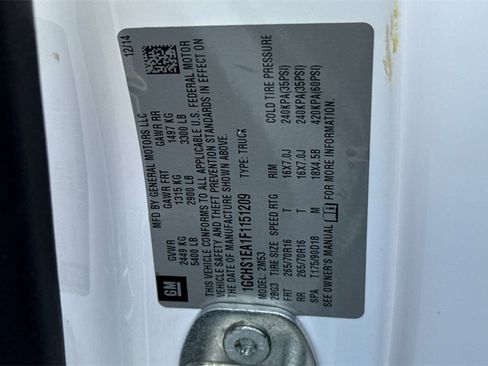 GM
MFD BY GENERAL MOTORS LLC 12/14
GVWR GAWR FRT GAWR RR
2449 KG 1315 KG 1497 KG
5400 LB 2900 LB 3300 LB
THIS VEHICLE CONFORMS TO ALL APPLICABLE U.S. FEDERAL MOTOR
VEHICLE SAFETY AND THEFT PREVENTION STANDARDS IN EFFECT ON
THE DATE OF MANUFACTURE SHOWN ABOVE.
1GCHS1EA1F1151209 TYPE: TRUCK
MODEL: 2M53
2BG3 TIRE SIZE SPEED RTG RIM COLD TIRE PRESSURE
FRT 265/70R16 T 16X7.0J 240KPA(35PSI)
RR 265/70R16 T 16X7.0J 240KPA(35PSI)
SPA T175/90D18 M 18X4.5B 420KPA(60PSI)
SEE OWNER'S MANUAL FOR MORE INFORMATION.